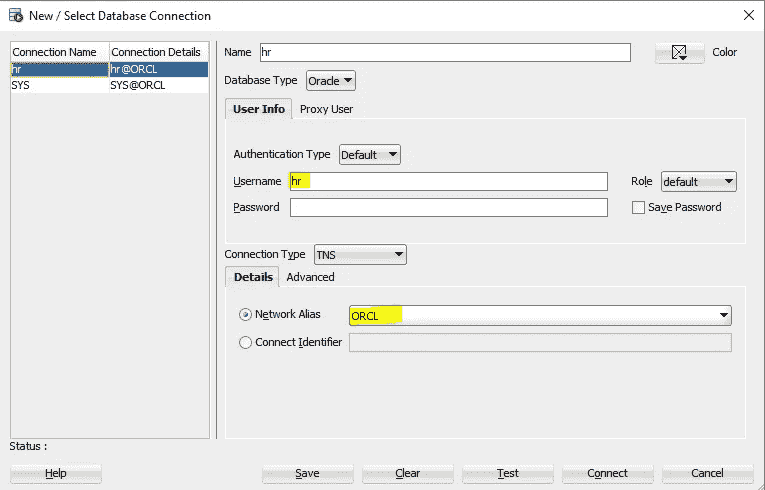 New / Select Database Connection
Connection Name Connection Details
hr hr@ORCL
SYS SYS@ORCL
Name hr Color
Database Type Oracle
User Info Proxy User
Authentication Type Default
Username hr Role default
Password Save Password
Connection Type TNS
Details Advanced
Network Alias ORCL
Connect Identifier
Status :
Help Save Clear Test Connect Cancel